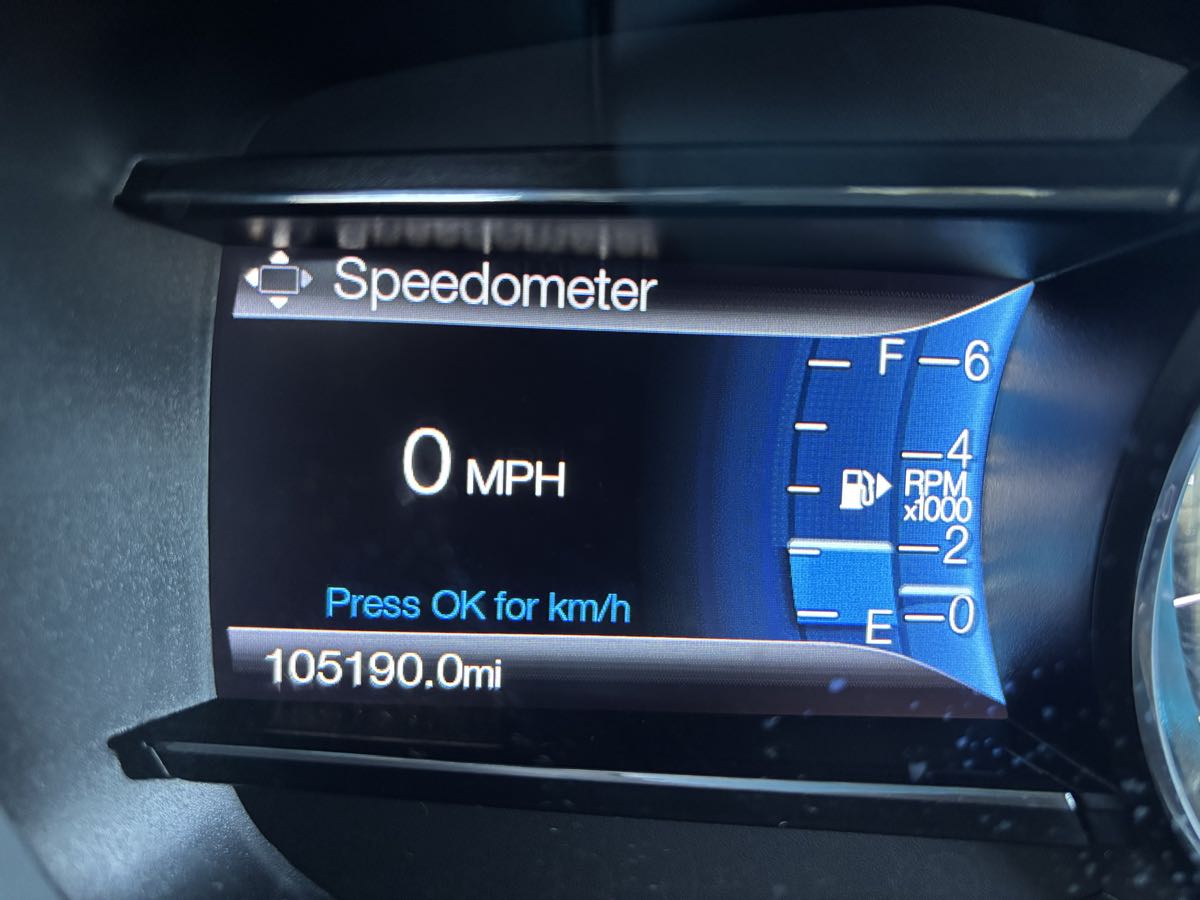 Speedometer
0 MPH
Press OK for km/h
105190.0mi
F
E
6
4
RPM
x1000
2
0